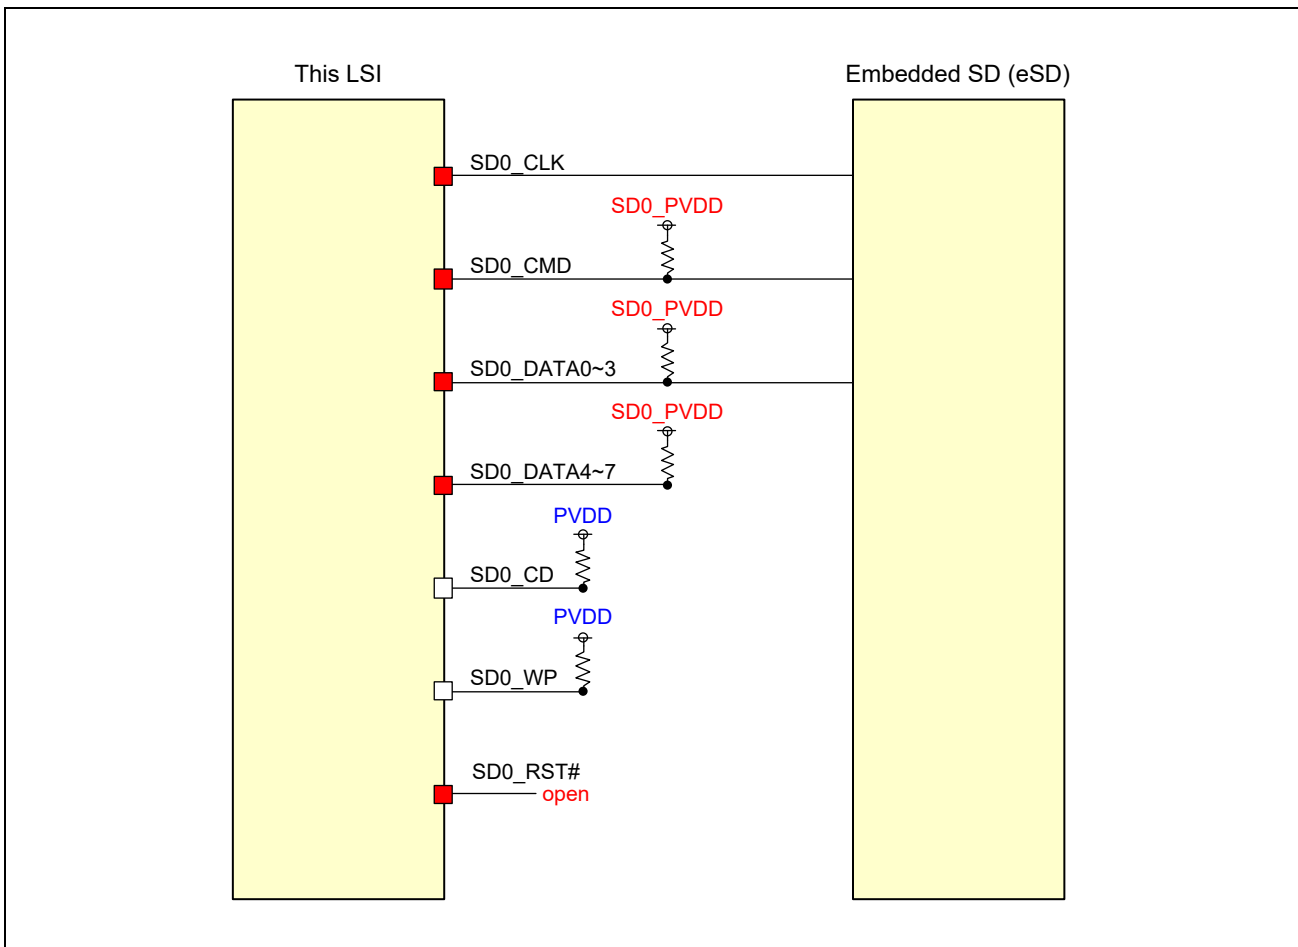 This LSI
Embedded SD (eSD)
SD0_CLK
SD0_PVDD
SD0_CMD
SD0_PVDD
SD0_DATA0~3
SD0_PVDD
SD0_DATA4~7
PVDD
SD0_CD
PVDD
SD0_WP
SD0_RST#
open